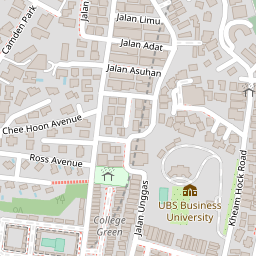 Jalan Limu
Camden Park
Jalan
Jalan Adat
Jalan Asuhan
Chee Hoon Avenue
Ross Avenue
Kheam Hock Road
UBS Business
University
College
Green
Jalan Unggas